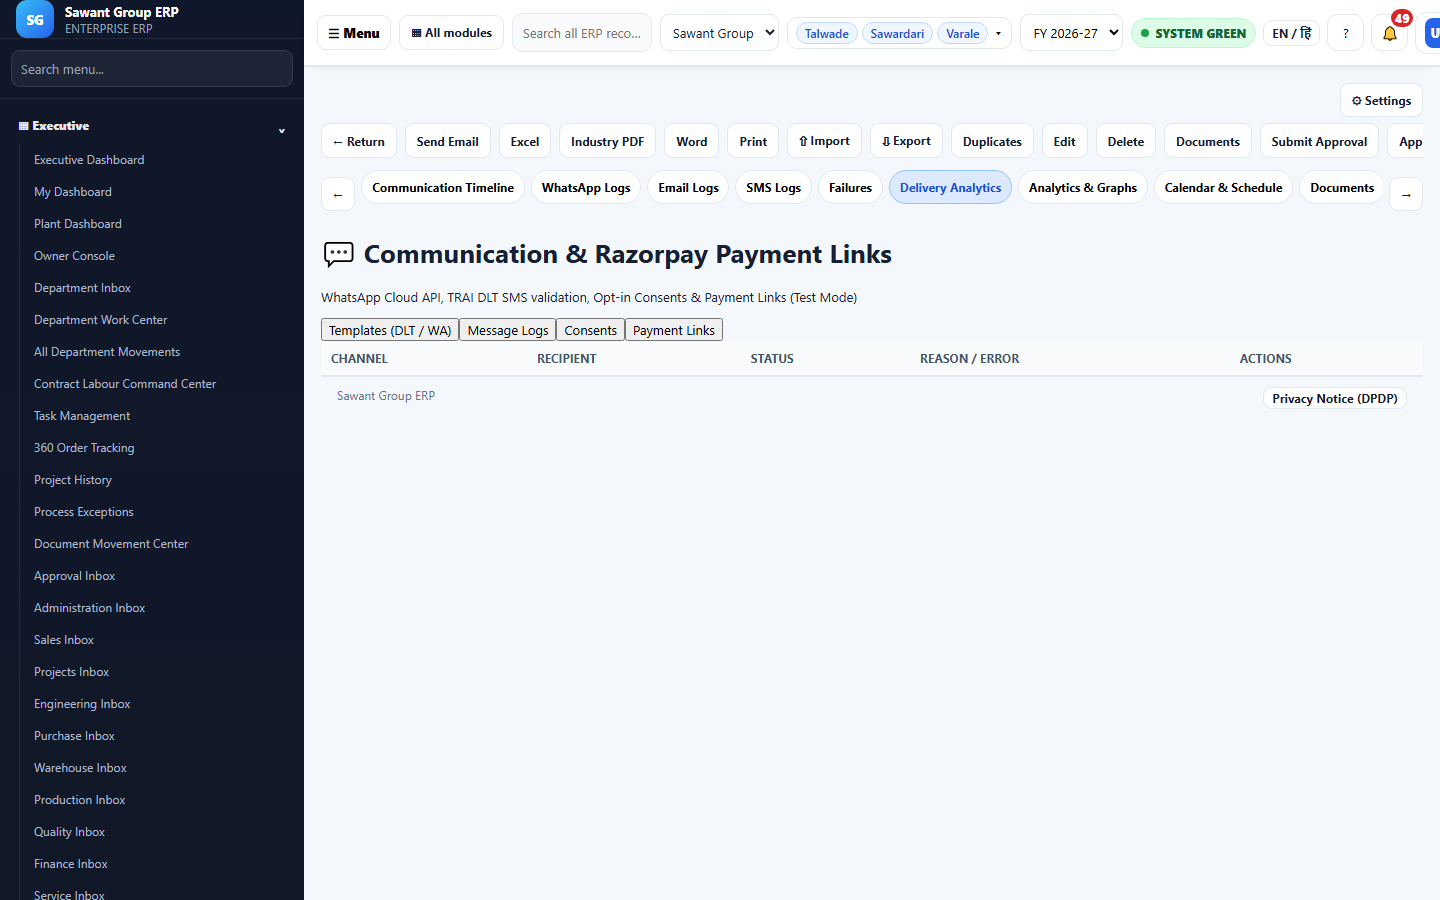 SG
Sawant Group ERP
ENTERPRISE ERP
Search menu...
Executive
Executive Dashboard
My Dashboard
Plant Dashboard
Owner Console
Department Inbox
Department Work Center
All Department Movements
Contract Labour Command Center
Task Management
360 Order Tracking
Project History
Process Exceptions
Document Movement Center
Approval Inbox
Administration Inbox
Sales Inbox
Projects Inbox
Engineering Inbox
Purchase Inbox
Warehouse Inbox
Production Inbox
Quality Inbox
Finance Inbox
Service Inbox
☰ Menu
All modules
Search all ERP reco...
Sawant Group
Talwade Sawardari Varale
FY 2026-27
SYSTEM GREEN
EN / हिं
?
49
U
⚙ Settings
← Return Send Email Excel Industry PDF Word Print ⇧ Import ⇩ Export Duplicates Edit Delete Documents Submit Approval App
← Communication Timeline WhatsApp Logs Email Logs SMS Logs Failures Delivery Analytics Analytics & Graphs Calendar & Schedule Documents →
💬 Communication & Razorpay Payment Links
WhatsApp Cloud API, TRAI DLT SMS validation, Opt-in Consents & Payment Links (Test Mode)
Templates (DLT / WA) Message Logs Consents Payment Links
CHANNEL RECIPIENT STATUS REASON / ERROR ACTIONS
Sawant Group ERP
Privacy Notice (DPDP)